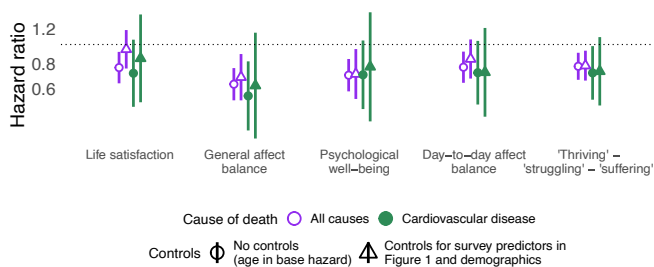 Hazard ratio
1.2
0.8
0.6
Life satisfaction
General affect
balance
Psychological
well−being
Day−to−day affect
balance
'Thriving' −
'struggling' − 'suffering'
Cause of death All causes Cardiovascular disease
Controls No controls
(age in base hazard) Controls for survey predictors in
Figure 1 and demographics